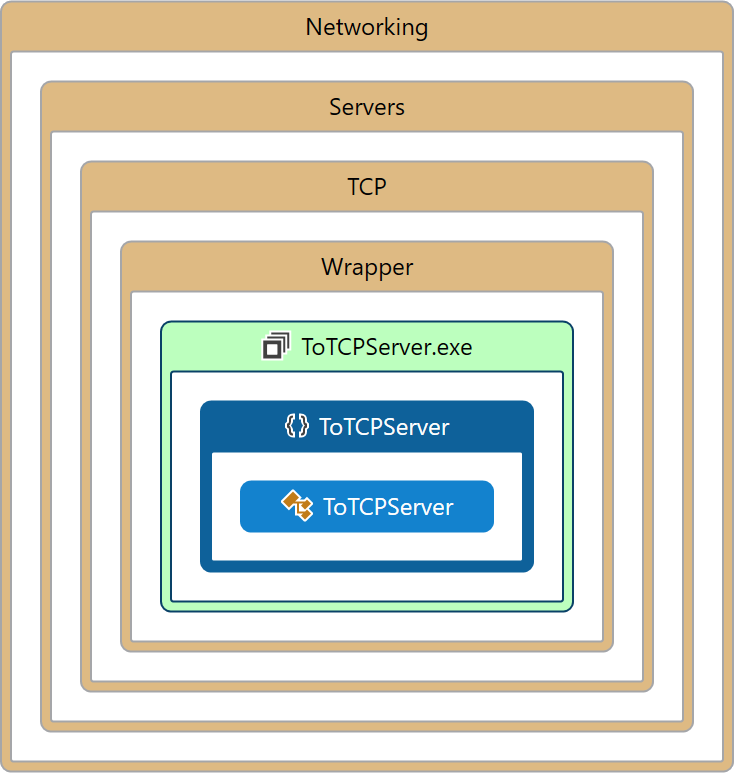 Networking
Servers
TCP
Wrapper
ToTCPServer.exe
ToTCPServer
ToTCPServer